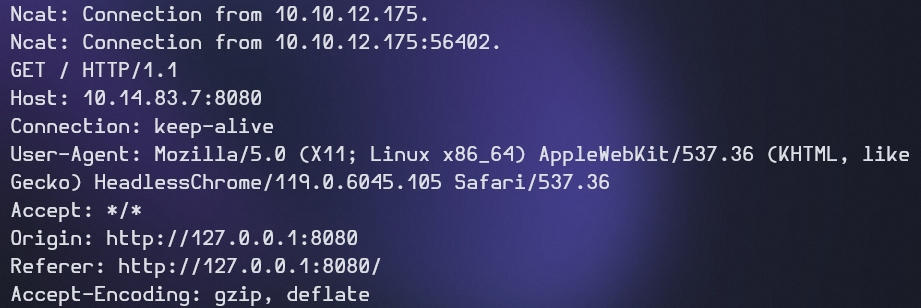 Ncat: Connection from 10.10.12.175.
Ncat: Connection from 10.10.12.175:56402.
GET / HTTP/1.1
Host: 10.14.83.7:8080
Connection: keep-alive
User-Agent: Mozilla/5.0 (X11; Linux x86_64) AppleWebKit/537.36 (KHTML, like
Gecko) HeadlessChrome/119.0.6045.105 Safari/537.36
Accept: */*
Origin: http://127.0.0.1:8080
Referer: http://127.0.0.1:8080/
Accept-Encoding: gzip, deflate